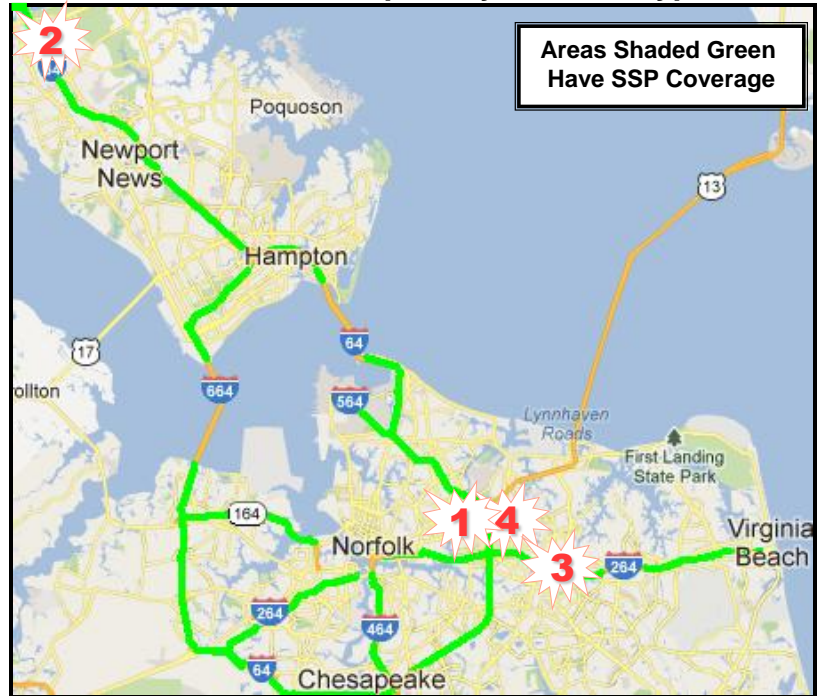 Areas Shaded Green
Have SSP Coverage
2
Poquoson
Newport
News
13
Hampton
64
17
664
564
ollton
Lynnhaven
Roads
First Landing
State Park
164
1
4
Norfolk
Virginia
Beach
3
264
264
464
64
Chesapeake